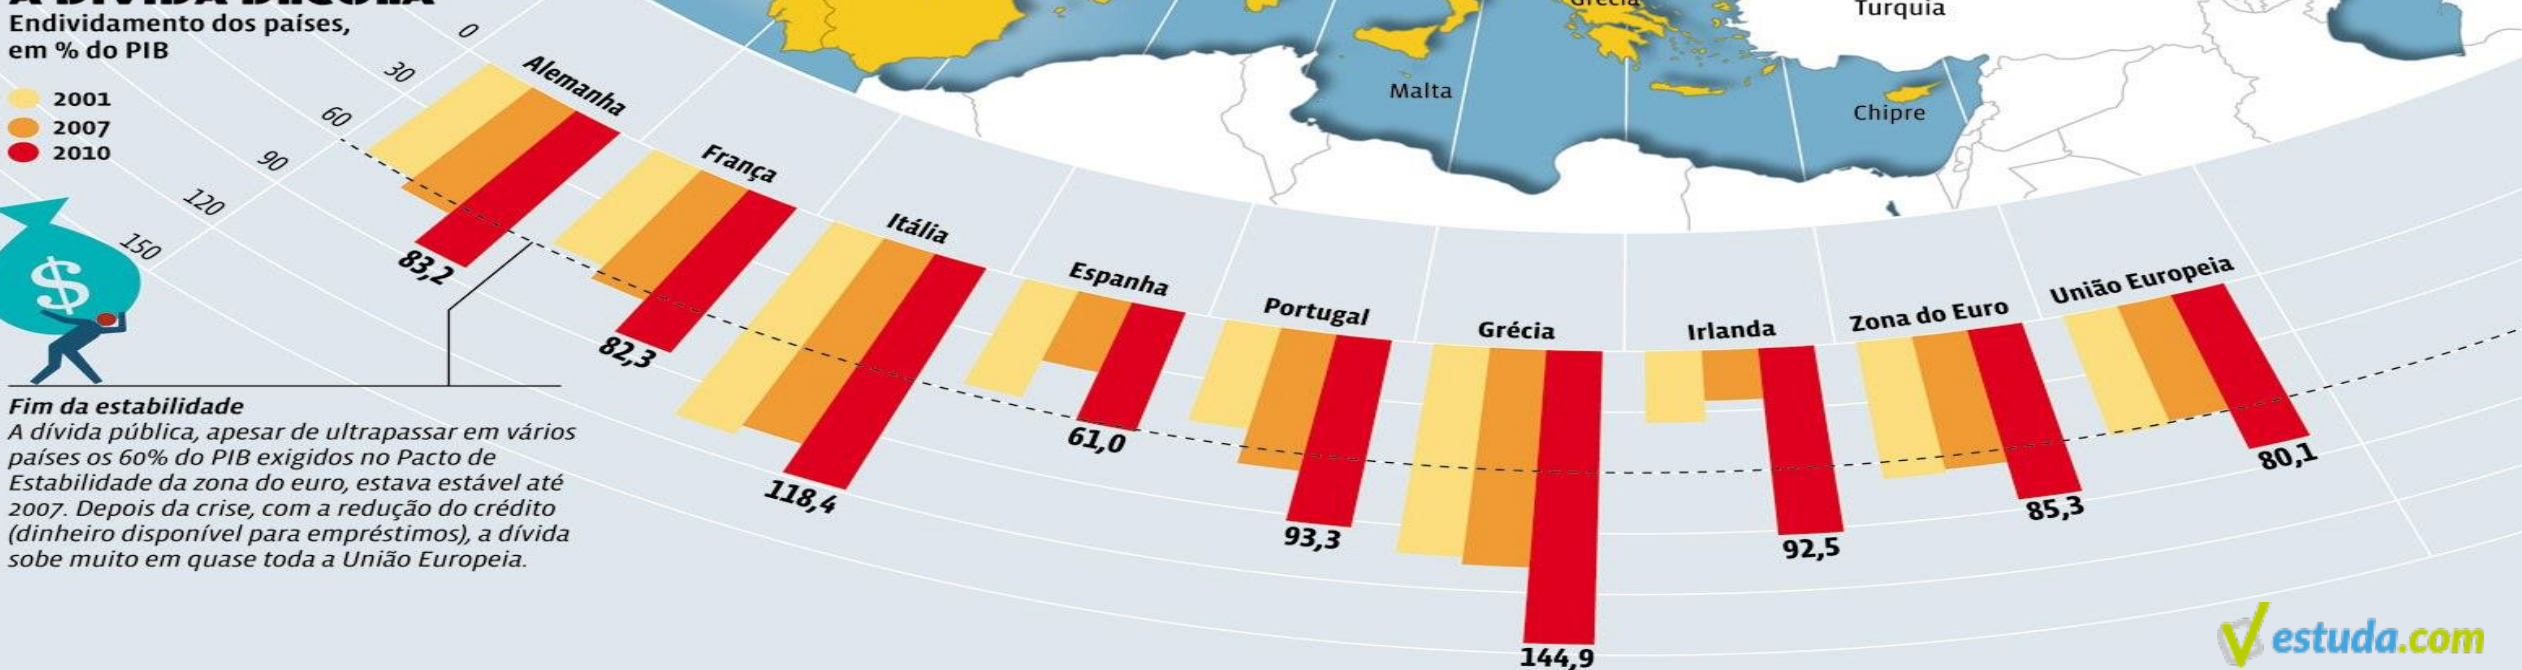 Endividamento dos países,
em % do PIB
2001
2007
2010
0
30
60
90
120
150
$
Turquia
Malta
Chipre
Alemanha
83,2
França
82,3
Itália
118,4
Espanha
61,0
Portugal
93,3
Grécia
144,9
Irlanda
92,5
Zona do Euro
85,3
União Europeia
80,1
Fim da estabilidade
A dívida pública, apesar de ultrapassar em vários
países os 60% do PIB exigidos no Pacto de
Estabilidade da zona do euro, estava estável até
2007. Depois da crise, com a redução do crédito
(dinheiro disponível para empréstimos), a dívida
sobe muito em quase toda a União Europeia.
estuda.com